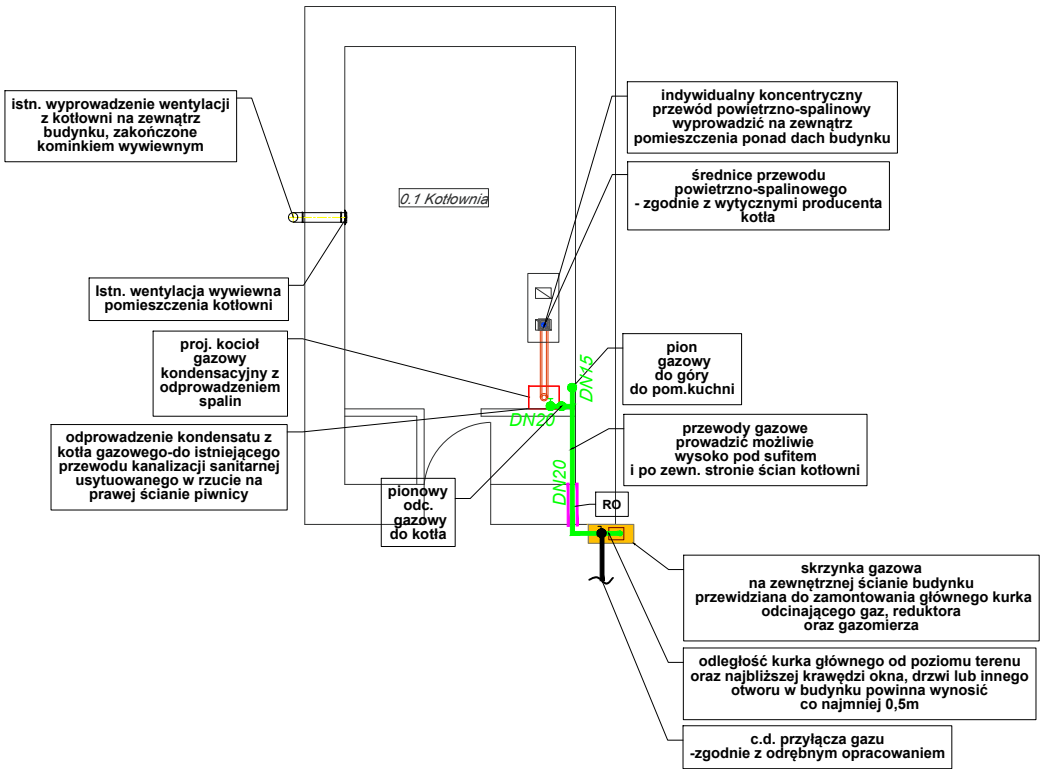 istn. wyprowadzenie wentylacji
z kotłowni na zewnątrz
budynku, zakończone
kominkiem wywiewnym
indywidualny koncentryczny
przewód powietrzno-spalinowy
wyprowadzić na zewnątrz
pomieszczenia ponad dach budynku
średnice przewodu
powietrzno-spalinowego
- zgodnie z wytycznymi producenta
kotła
0.1 Kotłownia
Istn. wentylacja wywiewna
pomieszczenia kotłowni
proj. kocioł
gazowy
kondensacyjny z
odprowadzeniem
spalin
pion
gazowy
do góry
do pom.kuchni
DN15
DN20
odprowadzenie kondensatu z
kotła gazowego-do istniejącego
przewodu kanalizacji sanitarnej
usytuowanego w rzucie na
prawej ścianie piwnicy
przewody gazowe
prowadzić możliwie
wysoko pod sufitem
i po zewn. stronie ścian kotłowni
DN20
pionowy
odc.
gazowy
do kotła
RO
skrzynka gazowa
na zewnętrznej ścianie budynku
przewidziana do zamontowania głównego kurka
odcinającego gaz, reduktora
oraz gazomierza
odległość kurka głównego od poziomu terenu
oraz najbliższej krawędzi okna, drzwi lub innego
otworu w budynku powinna wynosić
co najmniej 0,5m
c.d. przyłącza gazu
-zgodnie z odrębnym opracowaniem